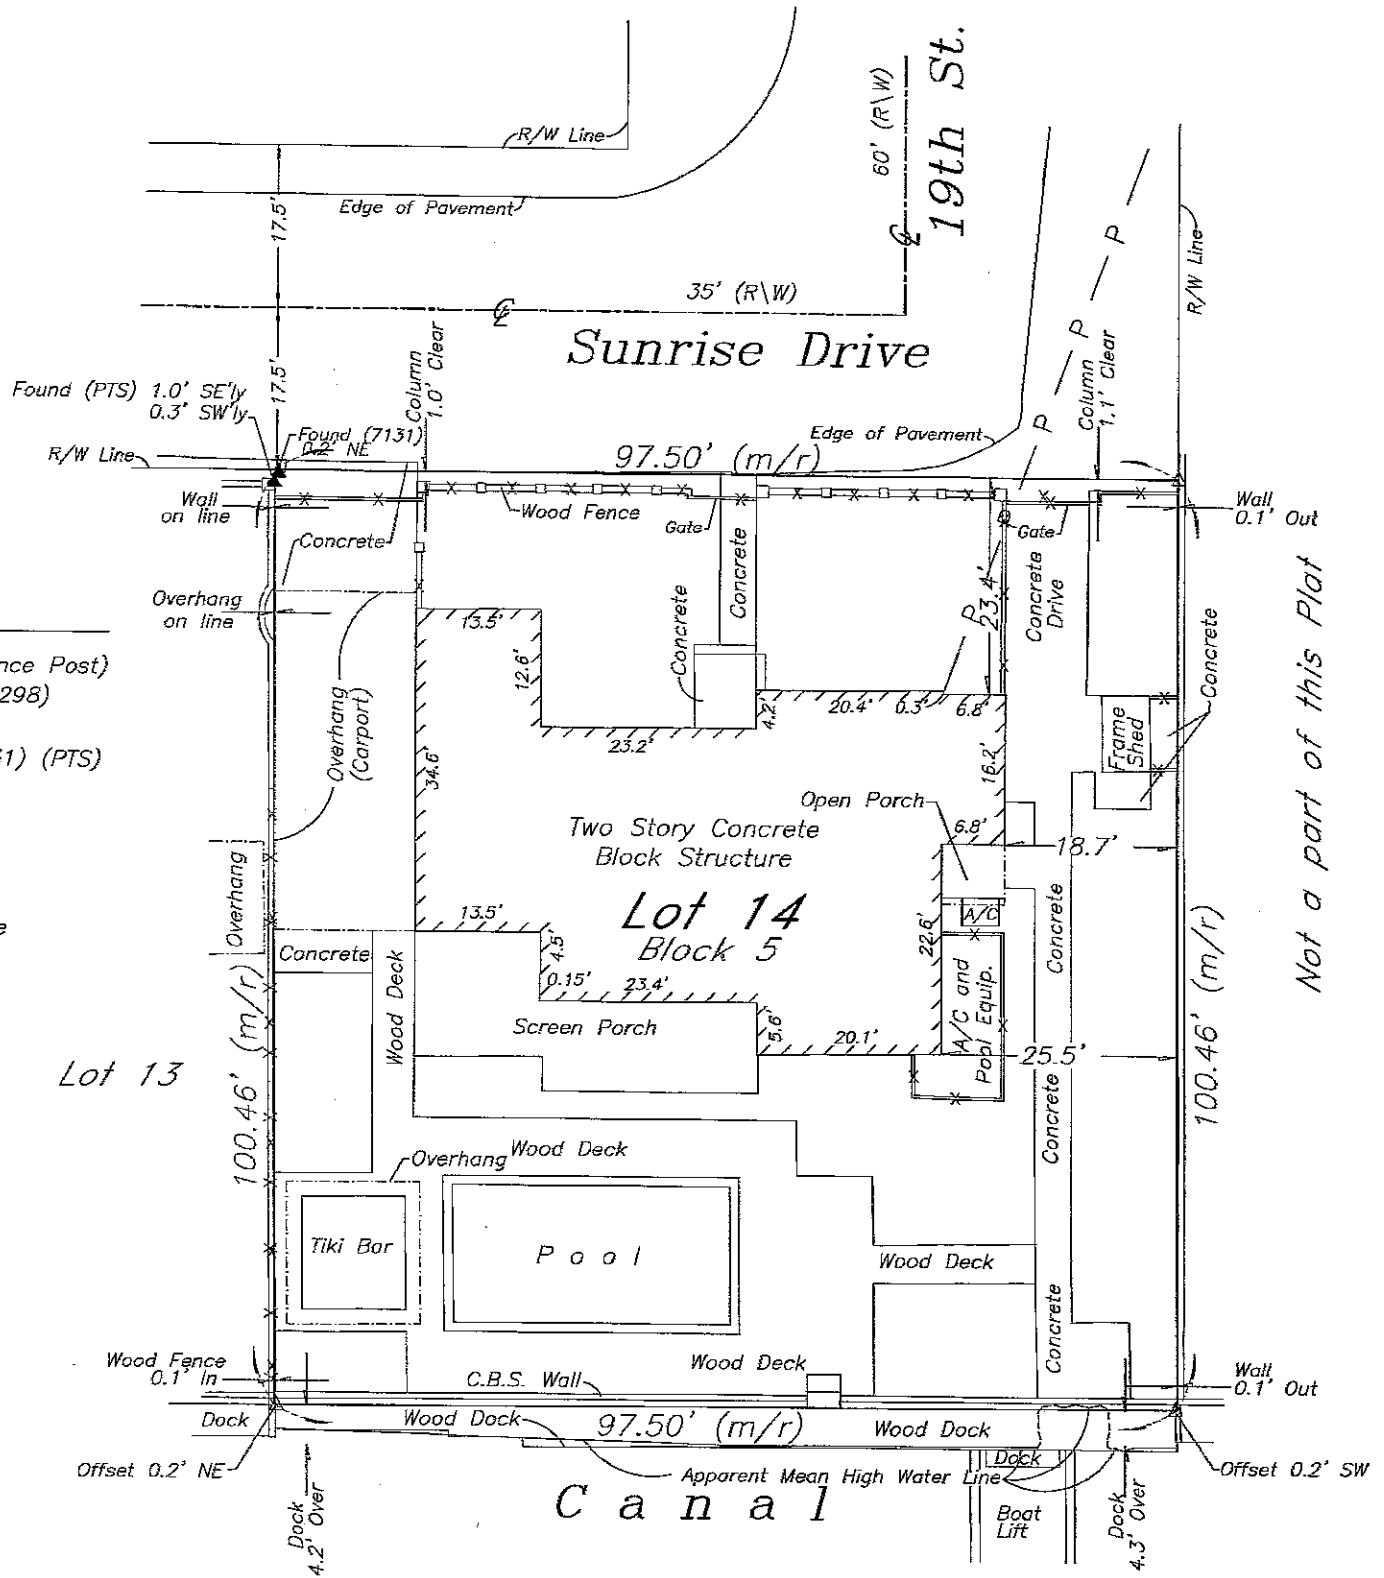 R/W Line
Edge of Pavement
17.5'
60' (R\W)
19th St.
℄
35' (R\W)
℄
Sunrise Drive
R/W Line
17.5'
Found (PTS) 1.0' SE'ly
0.3' SW'ly
Column
1.0' Clear
P P P P P
Column
1.1' Clear
R/W Line
Found (7131)
0.2' NE
97.50' (m/r)
Edge of Pavement
Wall
on line
Wood Fence
Gate
Gate
Wall
0.1' Out
Concrete
Concrete
Concrete
Drive
Overhang
on line
13.5'
23.4'
P
Concrete
Concrete
nce Post)
298)
12.6'
4.2'
20.4'
0.3'
6.8'
Not a part of this Plat
1) (PTS)
Overhang
(Carport)
34.6'
23.2'
16.2'
Frame
Shed
Open Porch
Two Story Concrete
Block Structure
6.8'
18.7'
Lot 14
Block 5
A/C
Overhang
13.5'
4.5'
22.6'
Concrete
e
Concrete
Wood Deck
0.15'
23.4'
A/C and
Pool Equip.
100.46' (m/r)
Screen Porch
5.6'
20.1'
25.5'
100.46' (m/r)
Lot 13
Concrete
Concrete
Overhang
Wood Deck
Tiki Bar
Pool
Wood Deck
Concrete
Wood Fence
0.1' In
C.B.S. Wall
Wood Deck
Wall
0.1' Out
Dock
Wood Dock
97.50' (m/r)
Wood Dock
Offset 0.2' NE
Apparent Mean High Water Line
Dock
Offset 0.2' SW
Dock
4.2' Over
Canal
Boat
Lift
Dock
4.3' Over